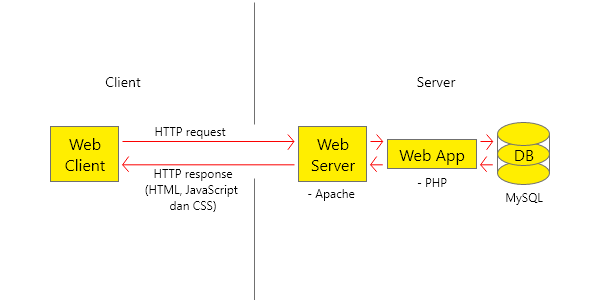 Client
Server
Web
Client
HTTP request
HTTP response
(HTML, JavaScript
dan CSS)
Web
Server
- Apache
Web App
- PHP
DB
MySQL